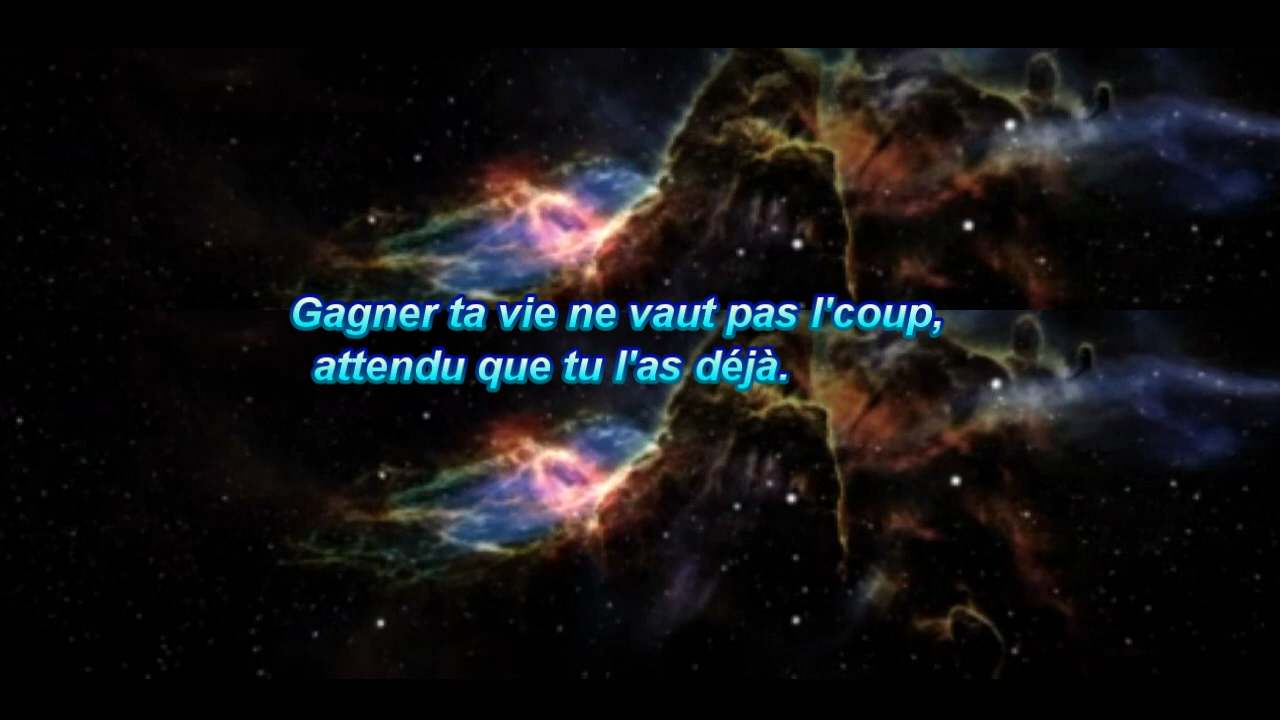 Gagner ta vie ne vaut pas l'coup,
attendu que tu l'as déjà.